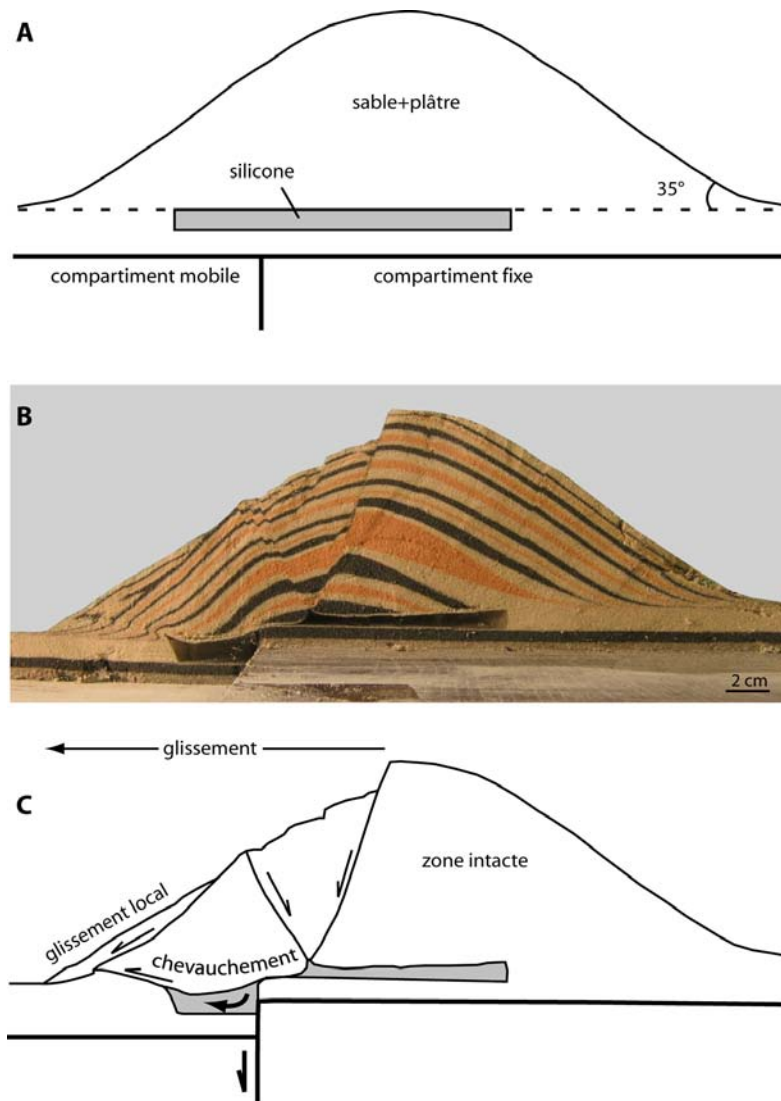 A
sable+plâtre
silicone
35°
compartiment mobile
compartiment fixe
B
2 cm
glissement
C
zone intacte
glissement local
chevauchement